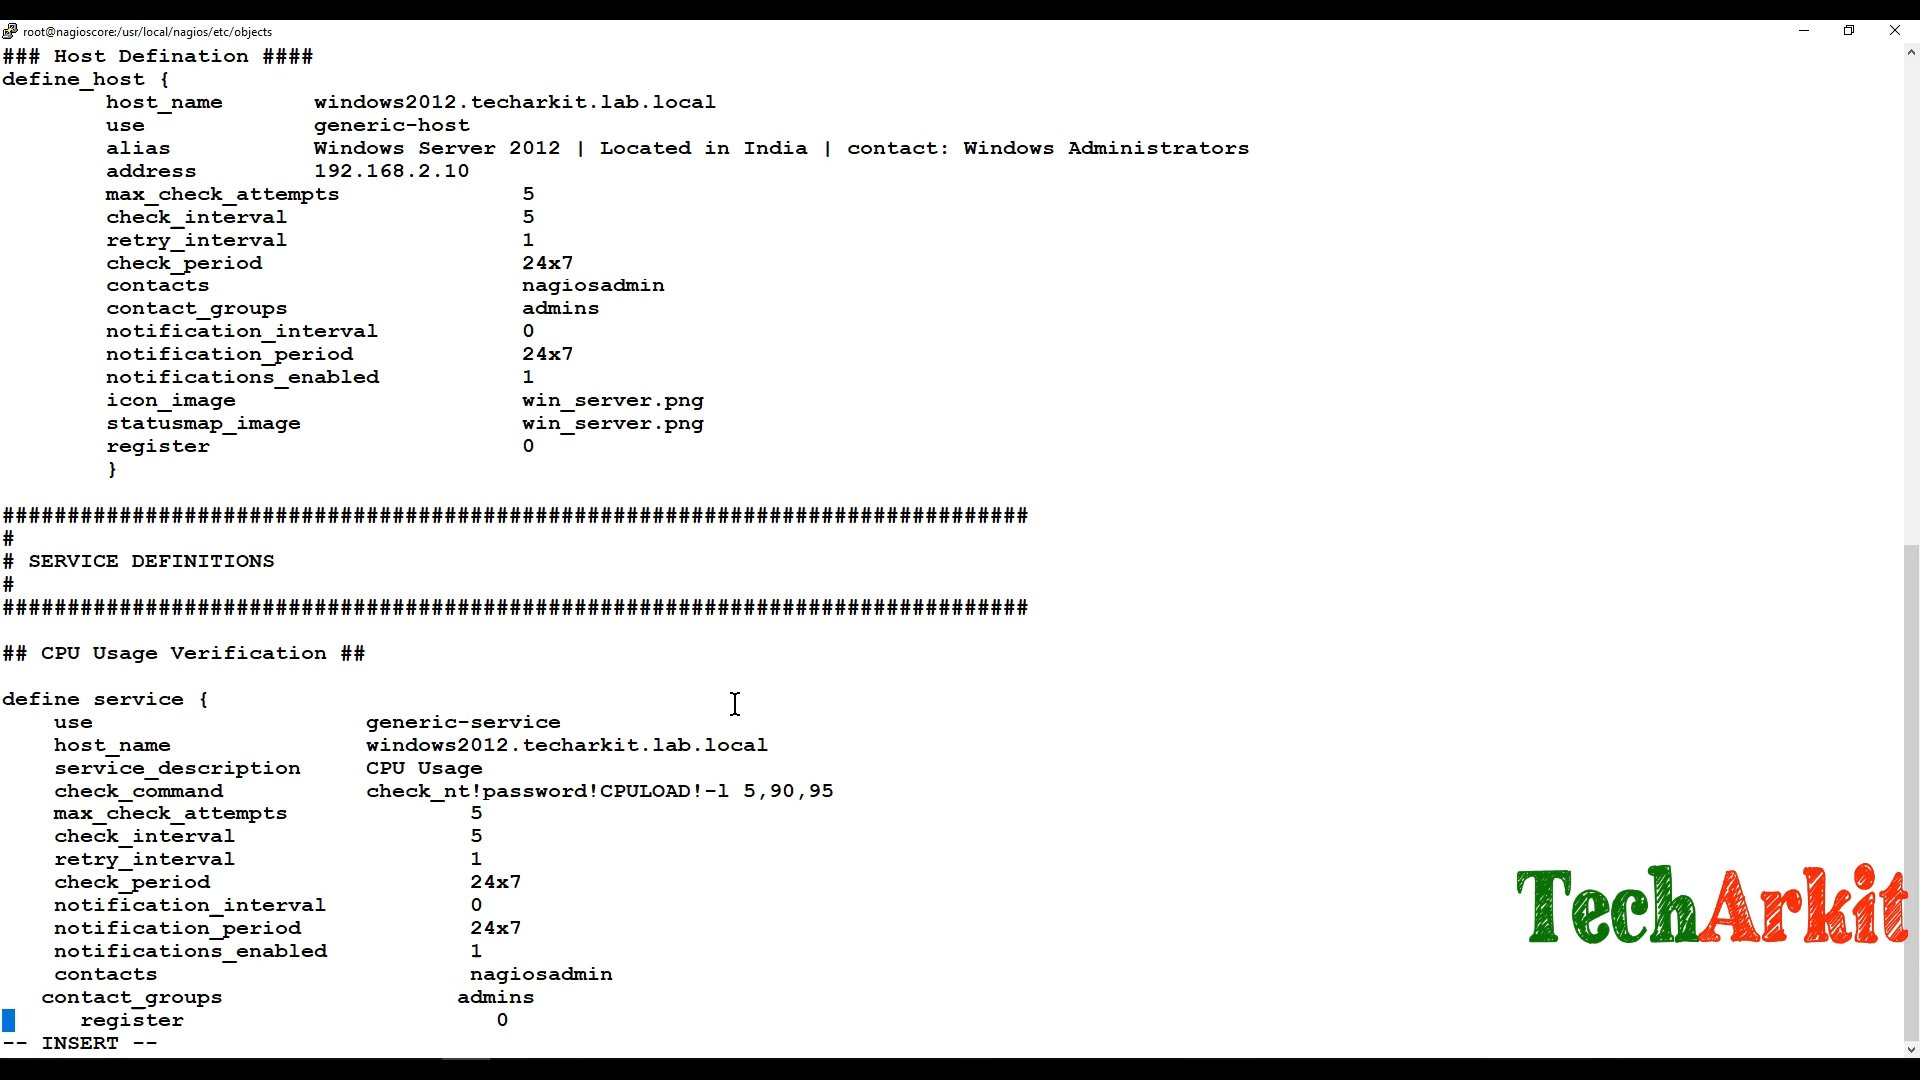 root@nagioscore:/usr/local/nagios/etc/objects
### Host Defination ####
define_host {
host_name windows2012.techarkit.lab.local
use generic-host
alias Windows Server 2012 | Located in India | contact: Windows Administrators
address 192.168.2.10
max_check_attempts 5
check_interval 5
retry_interval 1
check_period 24x7
contacts nagiosadmin
contact_groups admins
notification_interval 0
notification_period 24x7
notifications_enabled 1
icon_image win_server.png
statusmap_image win_server.png
register 0
}
###############################################################################
#
# SERVICE DEFINITIONS
#
###############################################################################
## CPU Usage Verification ##
define service {
use generic-service
host_name windows2012.techarkit.lab.local
service_description CPU Usage
check_command check_nt!password!CPULOAD!-l 5,90,95
max_check_attempts 5
check_interval 5
retry_interval 1
check_period 24x7
notification_interval 0
notification_period 24x7
notifications_enabled 1
contacts nagiosadmin
contact_groups admins
register 0
-- INSERT --
TechArkit